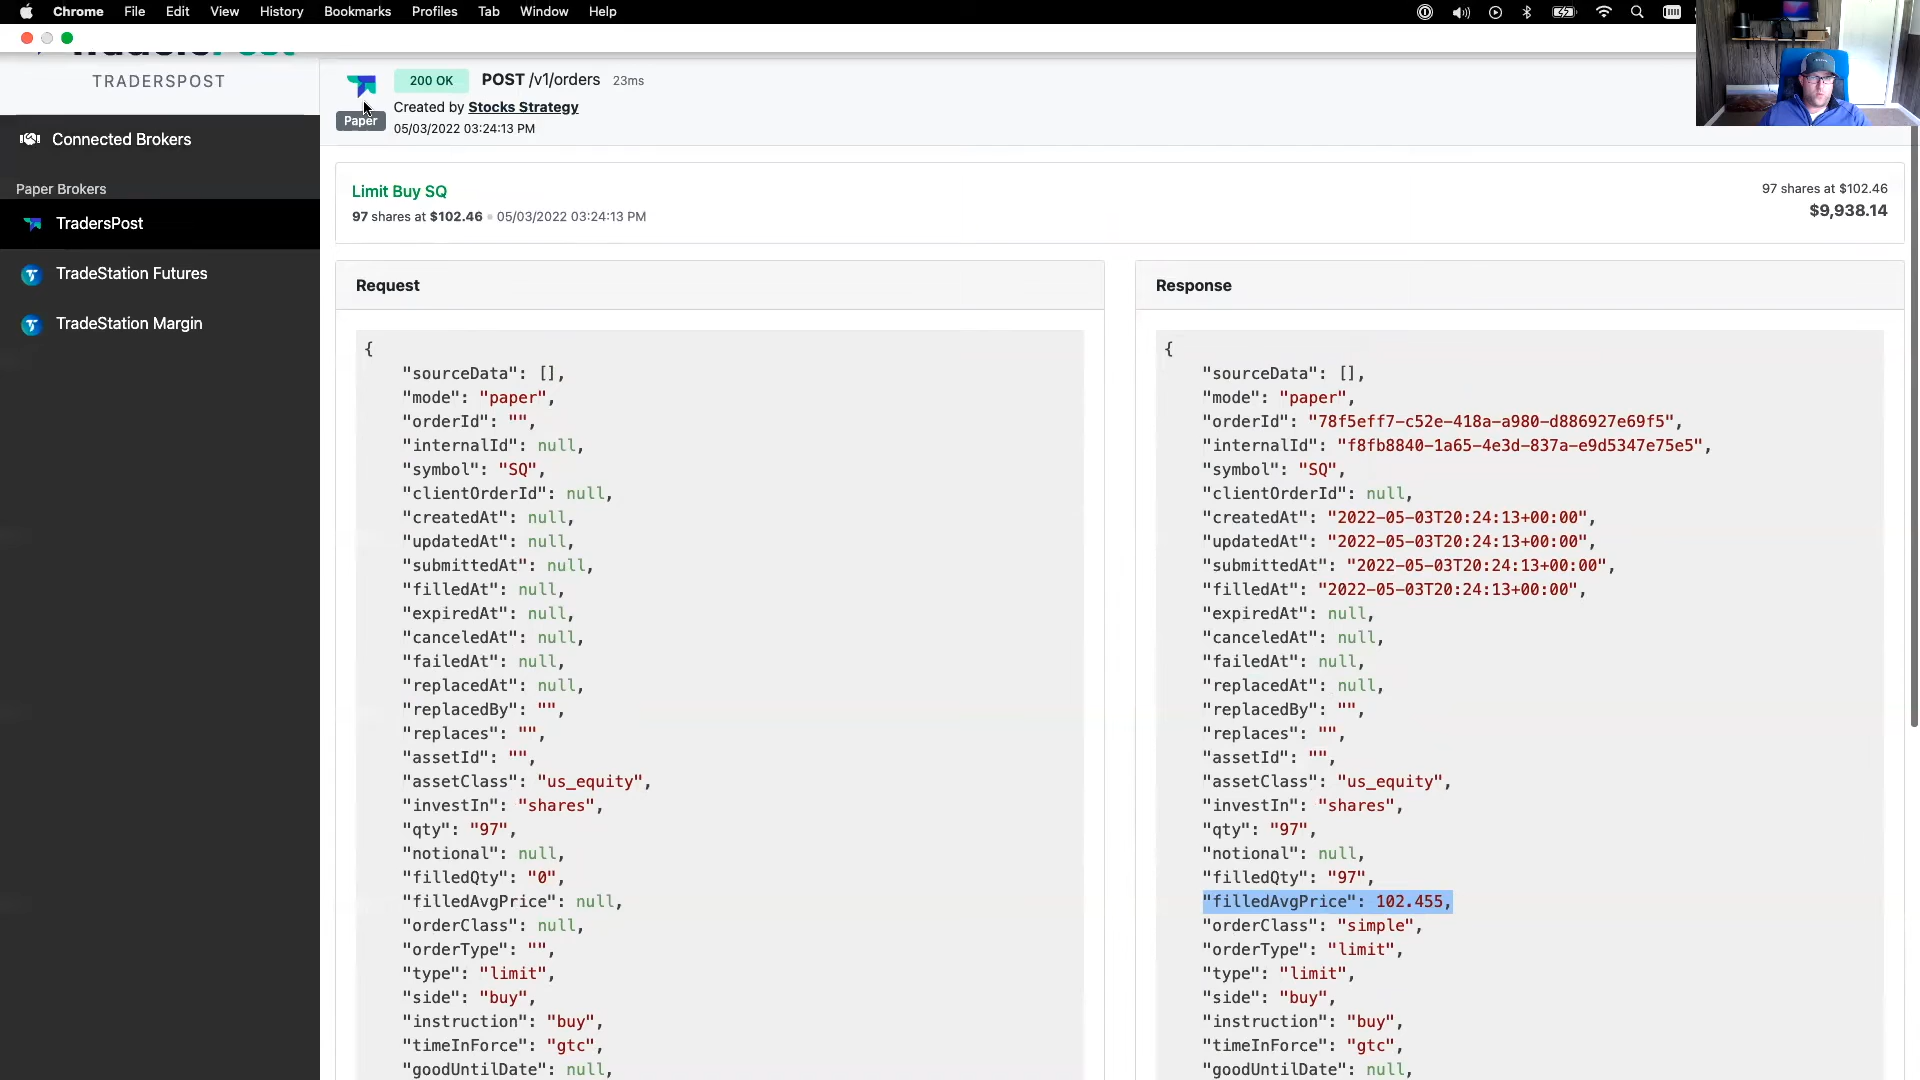 Chrome File Edit View History Bookmarks Profiles Tab Window Help
TRADERSPOST
Connected Brokers
Paper Brokers
TradersPost
TradeStation Futures
TradeStation Margin
200 OK POST /v1/orders 23ms
Created by Stocks Strategy
Paper
05/03/2022 03:24:13 PM
Limit Buy SQ
97 shares at $102.46 05/03/2022 03:24:13 PM
97 shares at $102.46
$9,938.14
Request
{
"sourceData": [],
"mode": "paper",
"orderId": "",
"internalId": null,
"symbol": "SQ",
"clientOrderId": null,
"createdAt": null,
"updatedAt": null,
"submittedAt": null,
"filledAt": null,
"expiredAt": null,
"canceledAt": null,
"failedAt": null,
"replacedAt": null,
"replacedBy": "",
"replaces": "",
"assetId": "",
"assetClass": "us_equity",
"investIn": "shares",
"qty": "97",
"notional": null,
"filledQty": "0",
"filledAvgPrice": null,
"orderClass": null,
"orderType": "",
"type": "limit",
"side": "buy",
"instruction": "buy",
"timeInForce": "gtc",
"goodUntilDate": null,
Response
{
"sourceData": [],
"mode": "paper",
"orderId": "78f5eff7-c52e-418a-a980-d886927e69f5",
"internalId": "f8fb8840-1a65-4e3d-837a-e9d5347e75e5",
"symbol": "SQ",
"clientOrderId": null,
"createdAt": "2022-05-03T20:24:13+00:00",
"updatedAt": "2022-05-03T20:24:13+00:00",
"submittedAt": "2022-05-03T20:24:13+00:00",
"filledAt": "2022-05-03T20:24:13+00:00",
"expiredAt": null,
"canceledAt": null,
"failedAt": null,
"replacedAt": null,
"replacedBy": "",
"replaces": "",
"assetId": "",
"assetClass": "us_equity",
"investIn": "shares",
"qty": "97",
"notional": null,
"filledQty": "97",
"filledAvgPrice": 102.455,
"orderClass": "simple",
"orderType": "limit",
"type": "limit",
"side": "buy",
"instruction": "buy",
"timeInForce": "gtc",
"goodUntilDate": null,